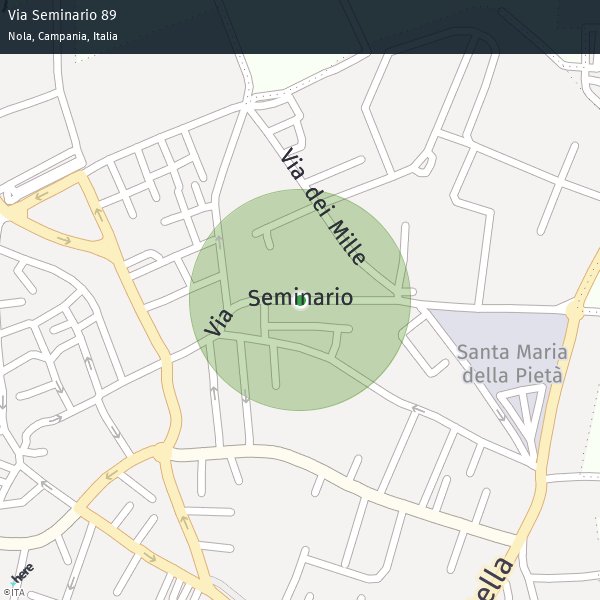 Via Seminario 89
Nola, Campania, Italia
Via dei Mille
Via Seminario
Santa Maria
della Pietà
ella
here
©ITA